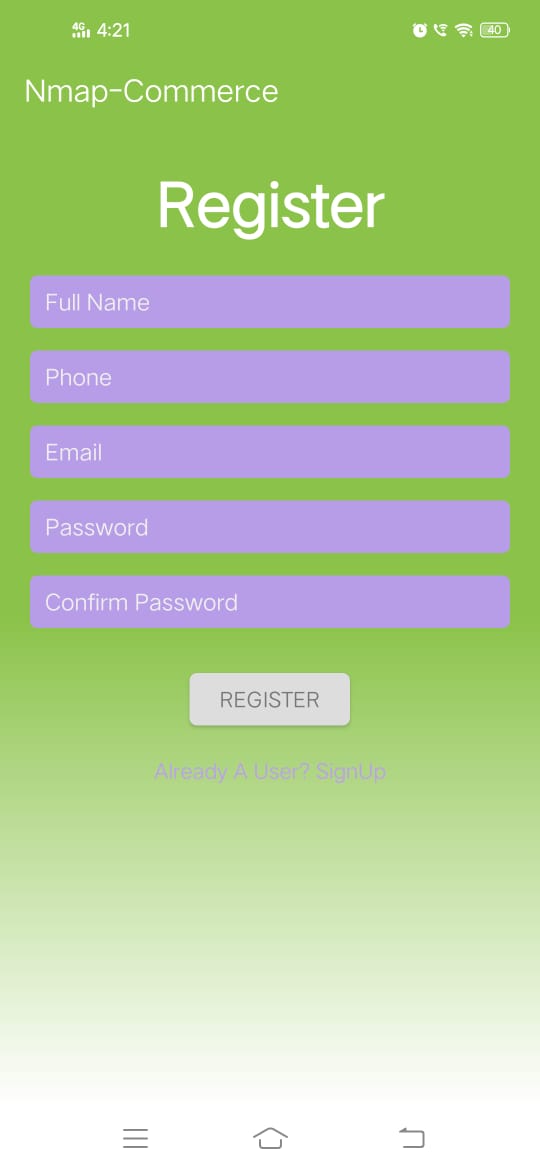 4G 4:21 40
Nmap-Commerce
Register
Full Name
Phone
Email
Password
Confirm Password
REGISTER
Already A User? SignUp